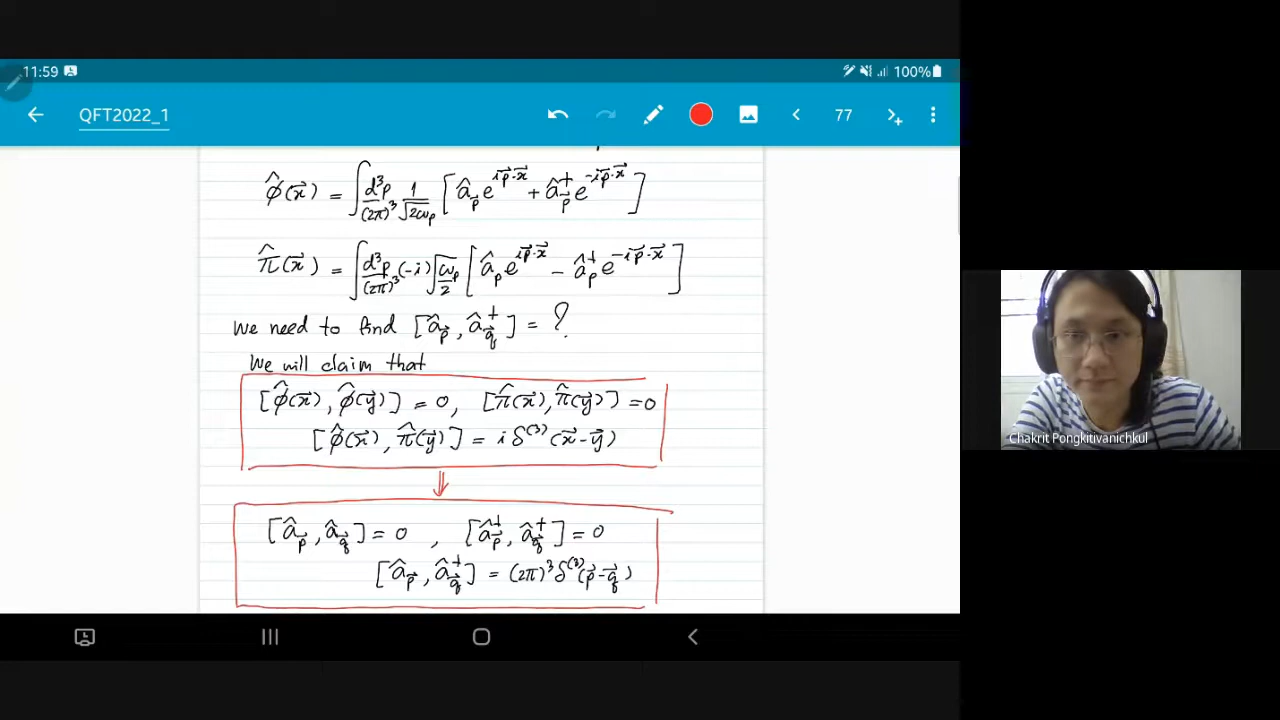 11:59 100%
QFT2022_1 77
φ̂(x⃗) = ∫ d³p/(2π)³ 1/√(2ω_p) [ â_p⃗ e^{ip⃗·x⃗} + â†_p⃗ e^{-ip⃗·x⃗} ]
π̂(x⃗) = ∫ d³p/(2π)³ (-i) √(ω_p/2) [ â_p e^{ip⃗·x⃗} - â†_p e^{-ip⃗·x⃗} ]
We need to find [â_p⃗, â†_q⃗] = ?
We will claim that
[φ̂(x⃗), φ̂(y⃗)] = 0, [π̂(x⃗), π̂(y⃗)] = 0
[φ̂(x⃗), π̂(y⃗)] = i δ^{(3)}(x⃗-y⃗)
⇓
[â_p⃗, â_q⃗] = 0 , [â†_p⃗, â†_q⃗] = 0
[â_p⃗, â†_q⃗] = (2π)³ δ^{(3)}(p⃗-q⃗)
Chakrit Pongkitivanichkul